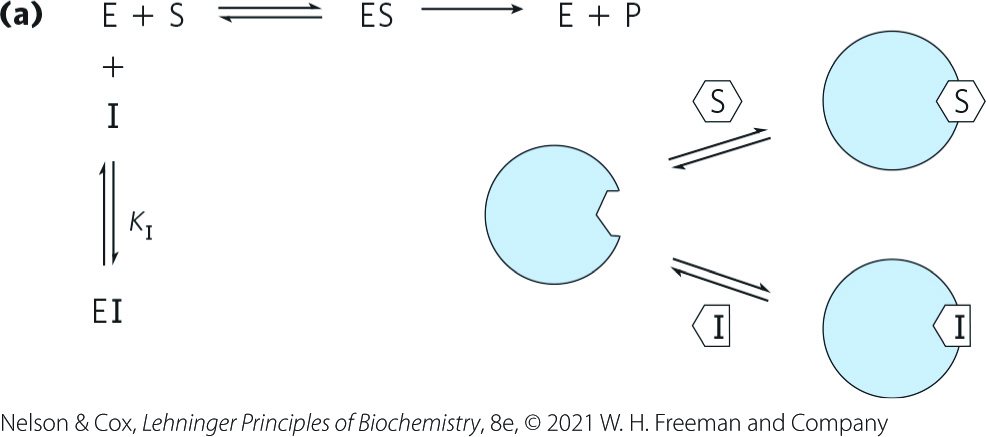 (a) E + S ES E + P
+
I
K_I
EI
S
S
I
I
Nelson & Cox, Lehninger Principles of Biochemistry, 8e, © 2021 W. H. Freeman and Company